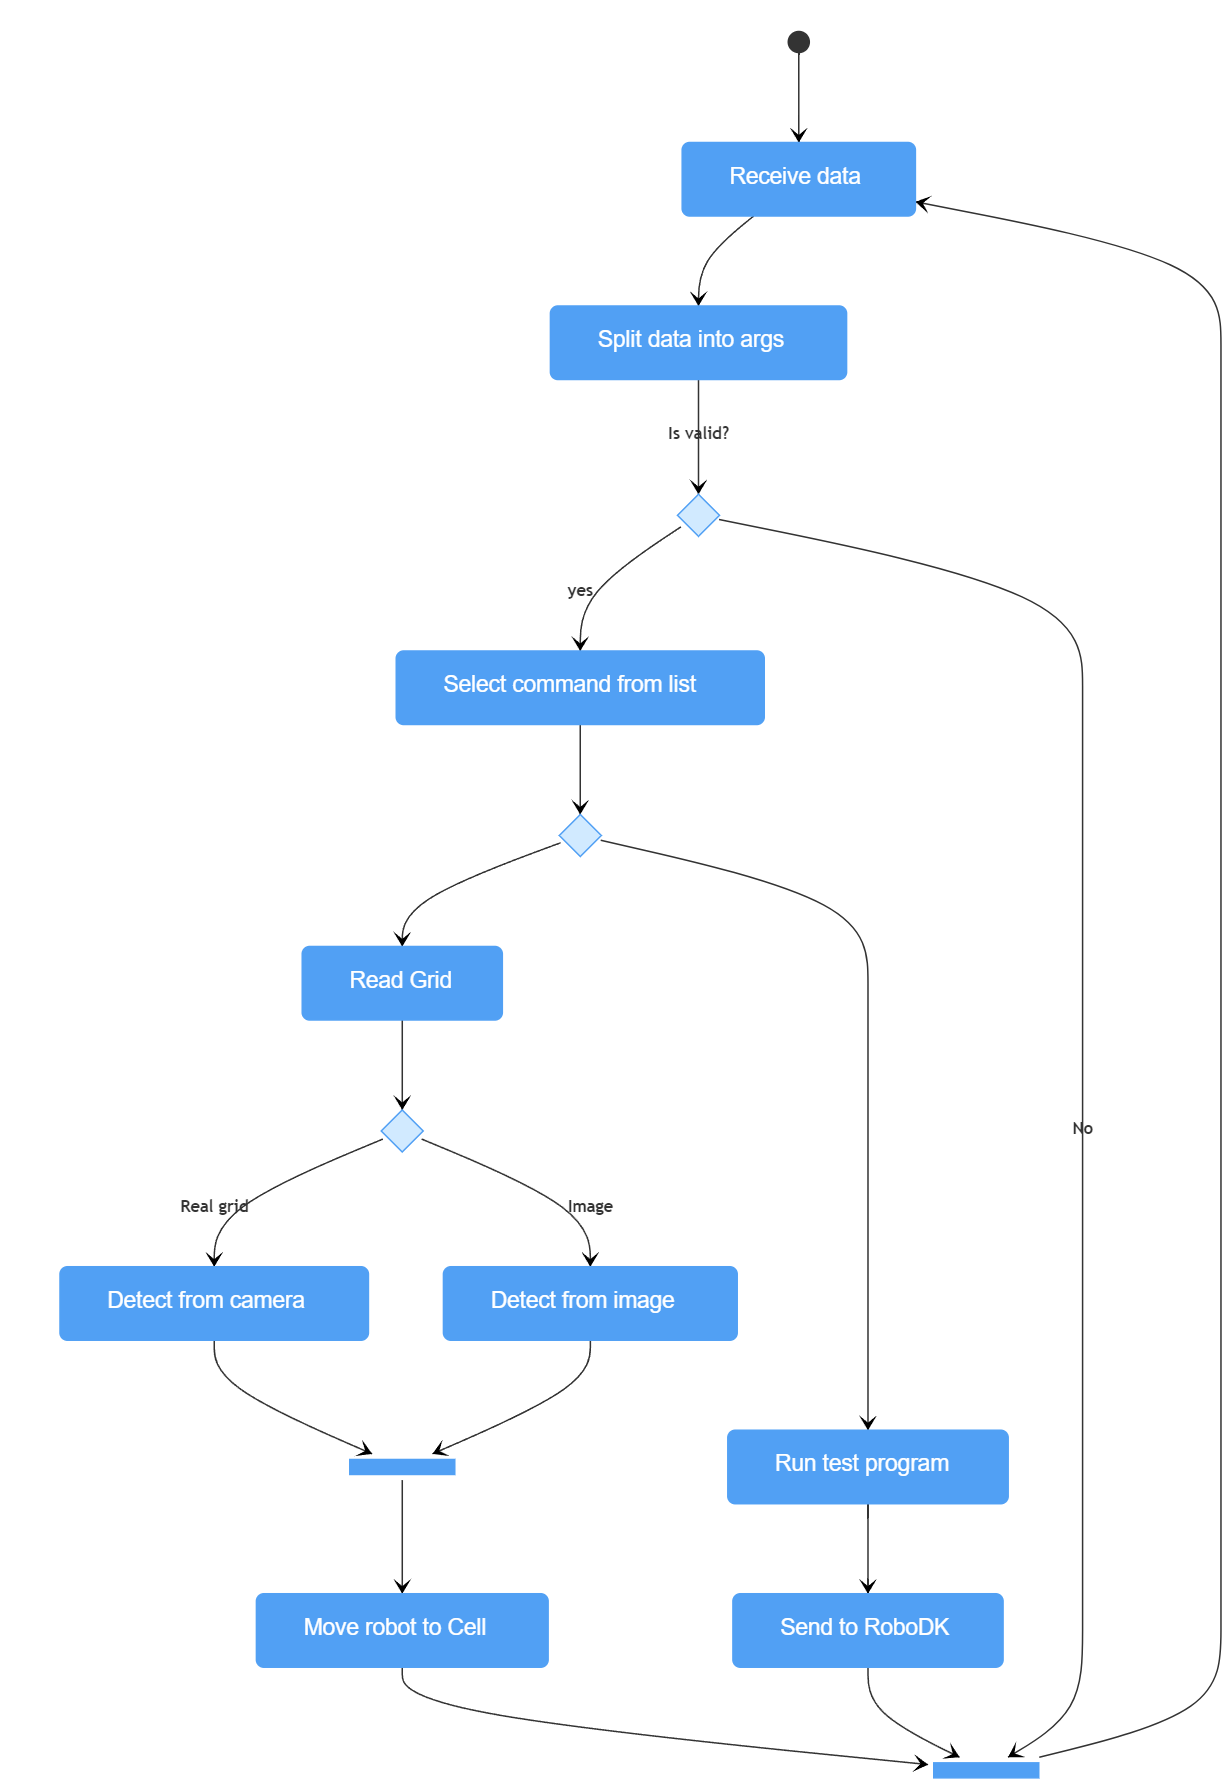 Receive data
Split data into args
Is valid?
yes
Select command from list
Read Grid
No
Real grid
Image
Detect from camera
Detect from image
Run test program
Move robot to Cell
Send to RoboDK